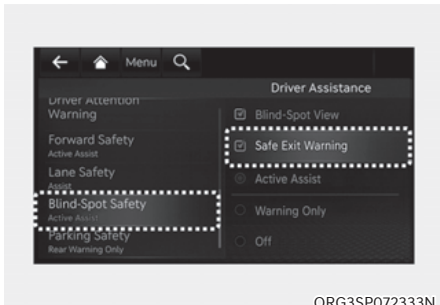 Menu
Driver Assistance
Driver Attention
Warning
Forward Safety
Active Assist
Lane Safety
Assist
Blind-Spot Safety
Active Assist
Parking Safety
Rear Warning Only
Blind-Spot View
Safe Exit Warning
Active Assist
Warning Only
Off
ORG3SP072333N